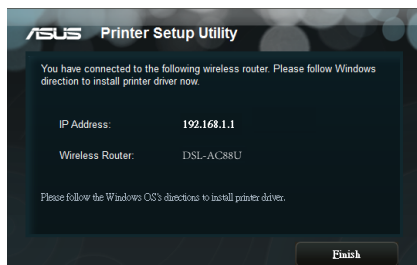 ASUS Printer Setup Utility
You have connected to the following wireless router. Please follow Windows
direction to install printer driver now.
IP Address: 192.168.1.1
Wireless Router: DSL-AC88U
Please follow the Windows OS's directions to install printer driver.
Finish